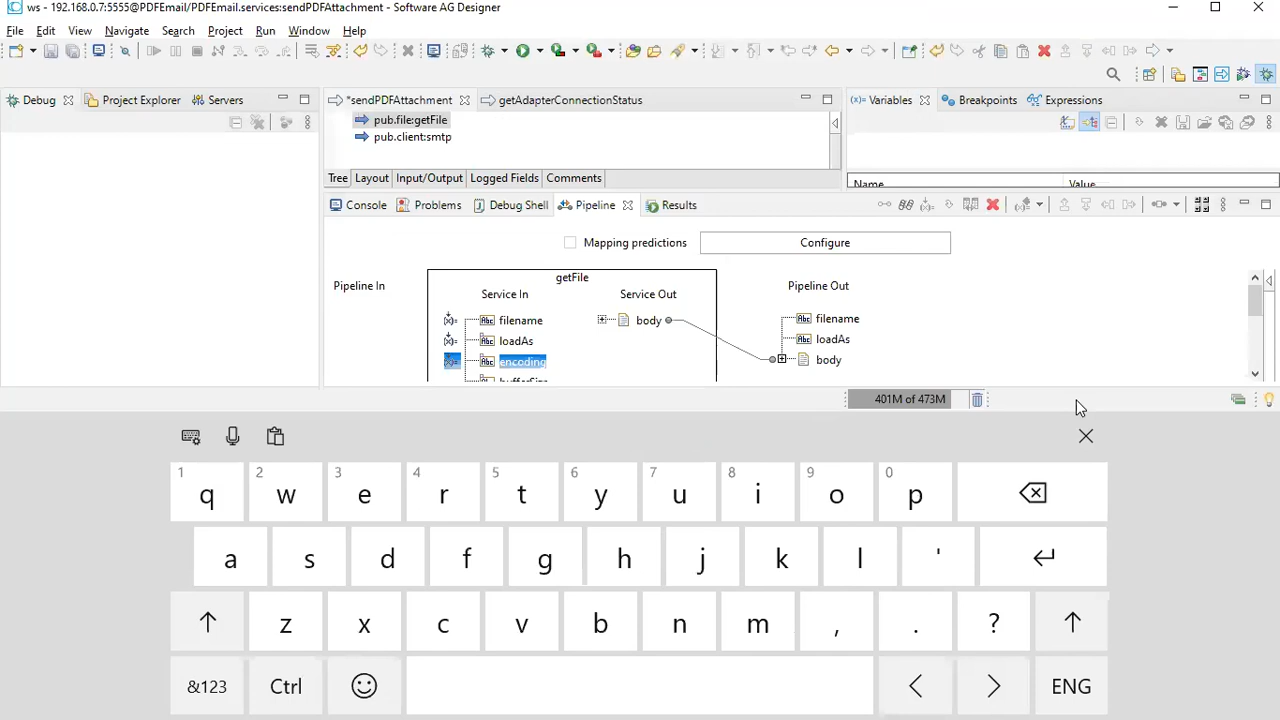 ws - 192.168.0.7:5555@PDFEmail/PDFEmail.services:sendPDFAttachment - Software AG Designer
File Edit View Navigate Search Project Run Window Help
Debug Project Explorer Servers
*sendPDFAttachment getAdapterConnectionStatus
(x)= Variables Breakpoints Expressions
pub.file:getFile
pub.client:smtp
Tree Layout Input/Output Logged Fields Comments
Name Value
Console Problems Debug Shell Pipeline Results
Mapping predictions Configure
Pipeline In
getFile
Service In Service Out
Pipeline Out
filename body
loadAs
encoding
bufferSize
filename
loadAs
body
401M of 473M
1 2 3 4 5 6 7 8 9 0
q w e r t y u i o p
a s d f g h j k l '
z x c v b n m , . ?
&123 Ctrl ENG